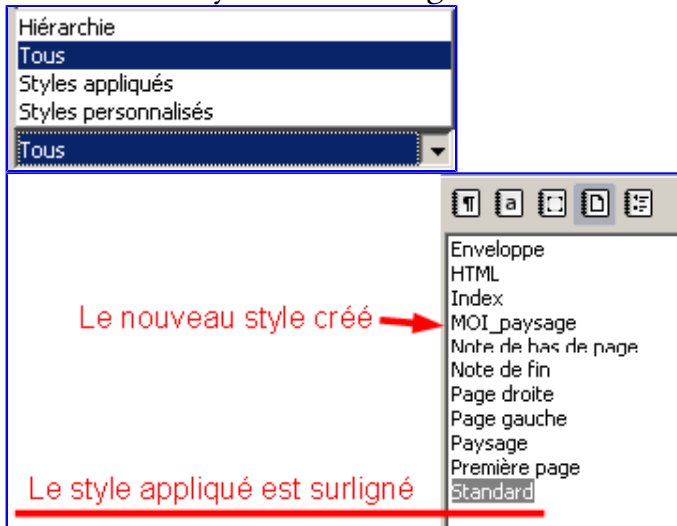 Hiérarchie
Tous
Styles appliqués
Styles personnalisés
Tous
Enveloppe
HTML
Index
Le nouveau style créé
MOI_paysage
Note de bas de page
Note de fin
Page droite
Page gauche
Paysage
Première page
Le style appliqué est surligné
Standard